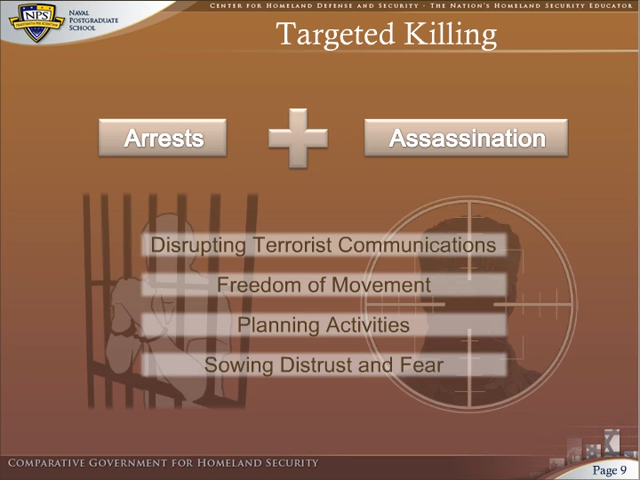 CENTER FOR HOMELAND DEFENSE AND SECURITY · THE NATION'S HOMELAND SECURITY EDUCATOR
NPS
NAVAL
POSTGRADUATE
SCHOOL
Targeted Killing
Arrests
Assassination
Disrupting Terrorist Communications
Freedom of Movement
Planning Activities
Sowing Distrust and Fear
COMPARATIVE GOVERNMENT FOR HOMELAND SECURITY
Page 9